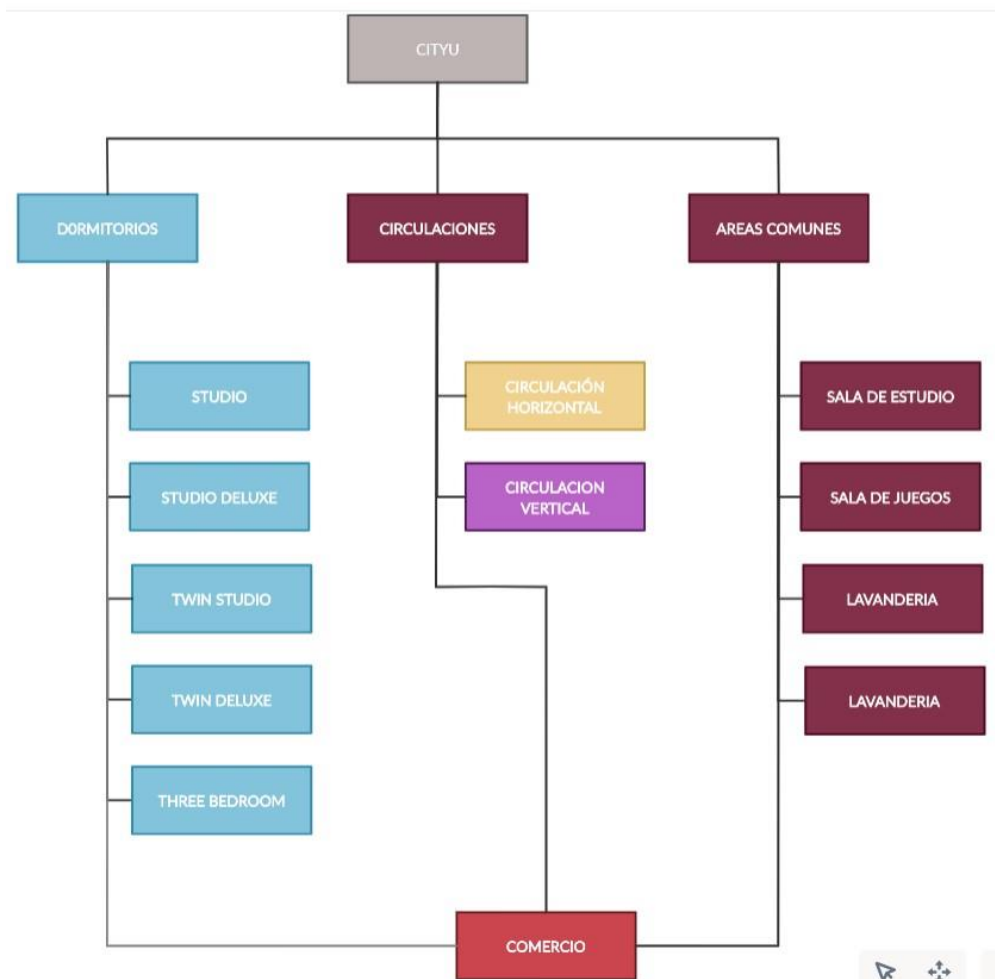 CITYU
D0RMITORIOS
CIRCULACIONES
AREAS COMUNES
STUDIO
CIRCULACIÓN
HORIZONTAL
SALA DE ESTUDIO
STUDIO DELUXE
CIRCULACION
VERTICAL
SALA DE JUEGOS
TWIN STUDIO
LAVANDERIA
TWIN DELUXE
LAVANDERIA
THREE BEDROOM
COMERCIO